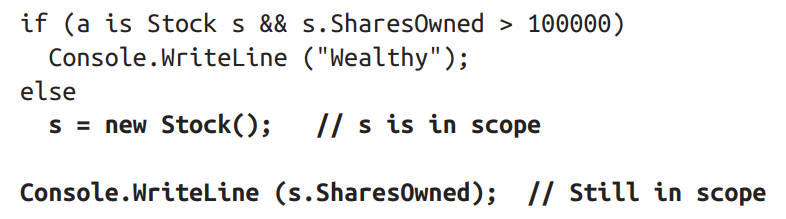 if (a is Stock s && s.SharesOwned > 100000)
  Console.WriteLine ("Wealthy");
else
  s = new Stock();   // s is in scope

Console.WriteLine (s.SharesOwned);  // Still in scope